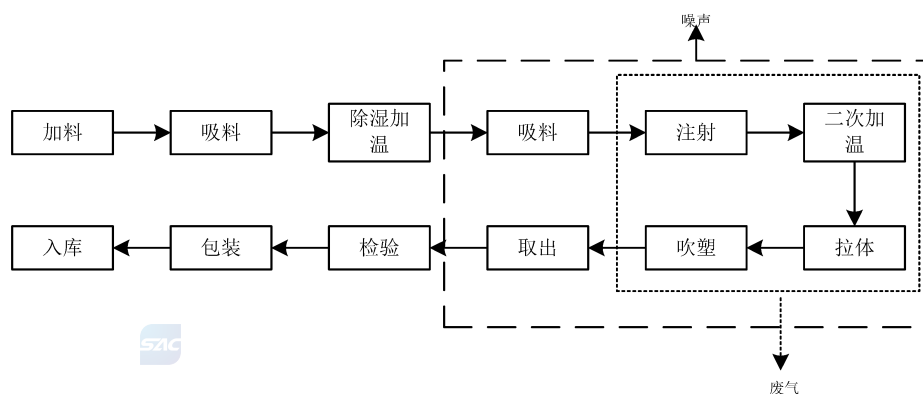 噪声
加料
吸料
除湿加
温
吸料
注射
二次加
温
入库
包装
检验
取出
吹塑
拉体
SAC
废气